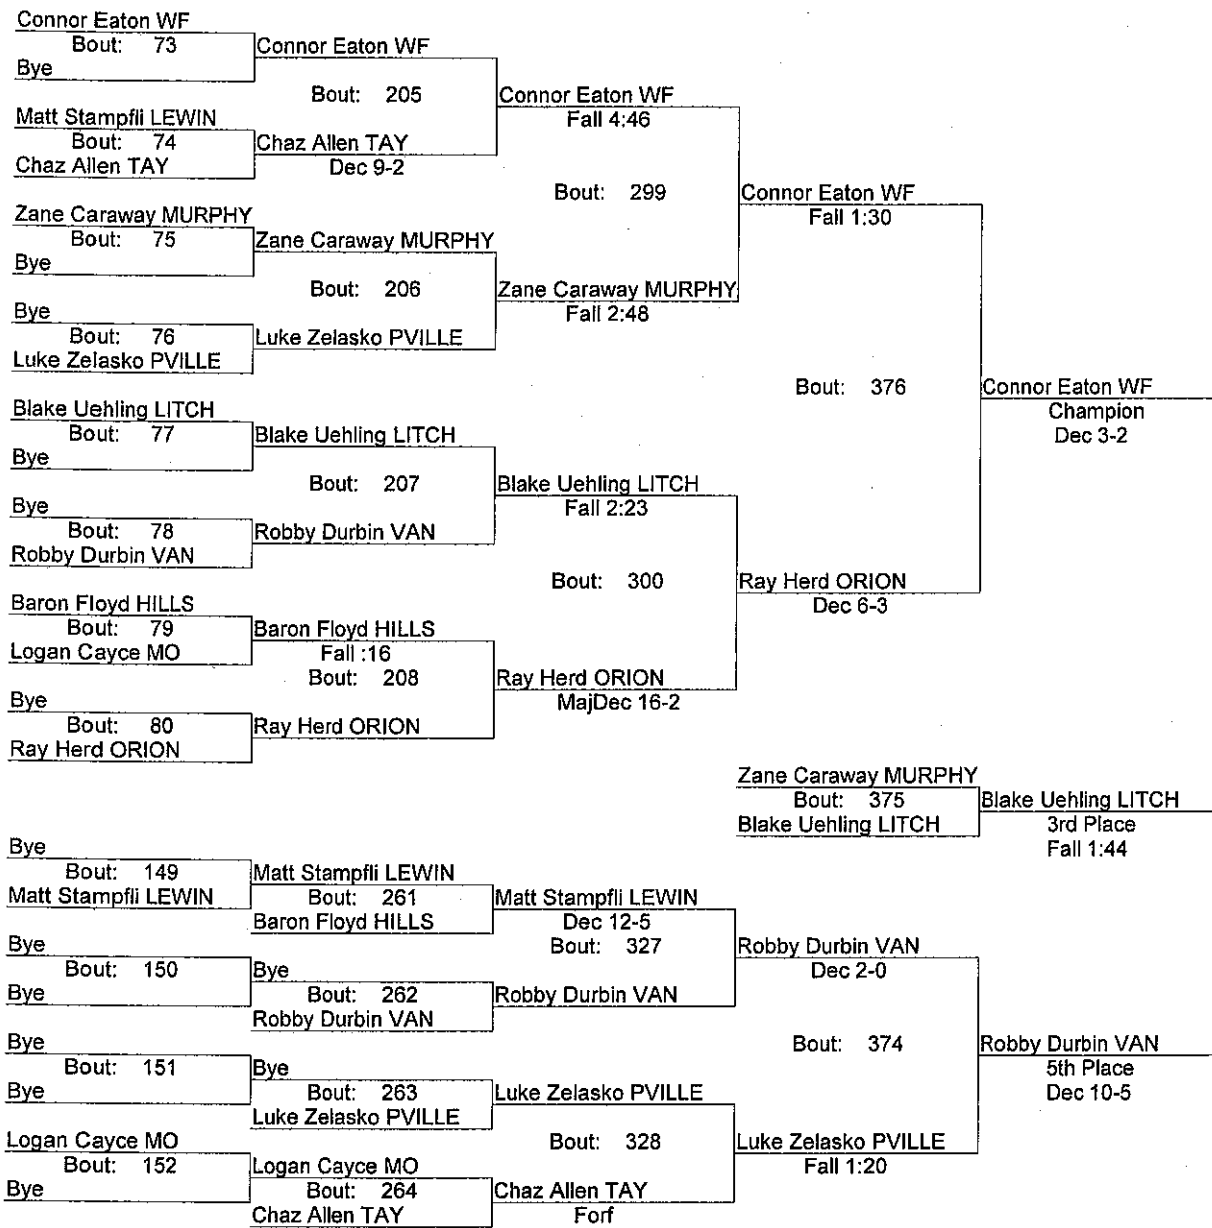 Connor Eaton WF
Bout: 73
Bye
Connor Eaton WF
Bout: 205
Matt Stampfli LEWIN
Bout: 74
Chaz Allen TAY
Chaz Allen TAY
Dec 9-2
Connor Eaton WF
Fall 4:46
Bout: 299
Zane Caraway MURPHY
Bout: 75
Bye
Zane Caraway MURPHY
Bout: 206
Bye
Bout: 76
Luke Zelasko PVILLE
Luke Zelasko PVILLE
Zane Caraway MURPHY
Fall 2:48
Connor Eaton WF
Fall 1:30
Bout: 376
Connor Eaton WF
Champion
Dec 3-2
Blake Uehling LITCH
Bout: 77
Bye
Blake Uehling LITCH
Bout: 207
Bye
Bout: 78
Robby Durbin VAN
Robby Durbin VAN
Blake Uehling LITCH
Fall 2:23
Bout: 300
Ray Herd ORION
Dec 6-3
Baron Floyd HILLS
Bout: 79
Logan Cayce MO
Baron Floyd HILLS
Fall :16
Bout: 208
Bye
Bout: 80
Ray Herd ORION
Ray Herd ORION
Ray Herd ORION
MajDec 16-2
Zane Caraway MURPHY
Bout: 375
Blake Uehling LITCH
Blake Uehling LITCH
3rd Place
Fall 1:44
Bye
Bout: 149
Matt Stampfli LEWIN
Matt Stampfli LEWIN
Bout: 261
Baron Floyd HILLS
Matt Stampfli LEWIN
Dec 12-5
Bout: 327
Bye
Bout: 150
Bye
Bye
Bout: 262
Robby Durbin VAN
Robby Durbin VAN
Robby Durbin VAN
Dec 2-0
Bout: 374
Robby Durbin VAN
5th Place
Dec 10-5
Bye
Bout: 151
Bye
Bye
Bout: 263
Luke Zelasko PVILLE
Luke Zelasko PVILLE
Bout: 328
Luke Zelasko PVILLE
Fall 1:20
Logan Cayce MO
Bout: 152
Bye
Logan Cayce MO
Bout: 264
Chaz Allen TAY
Chaz Allen TAY
Forf